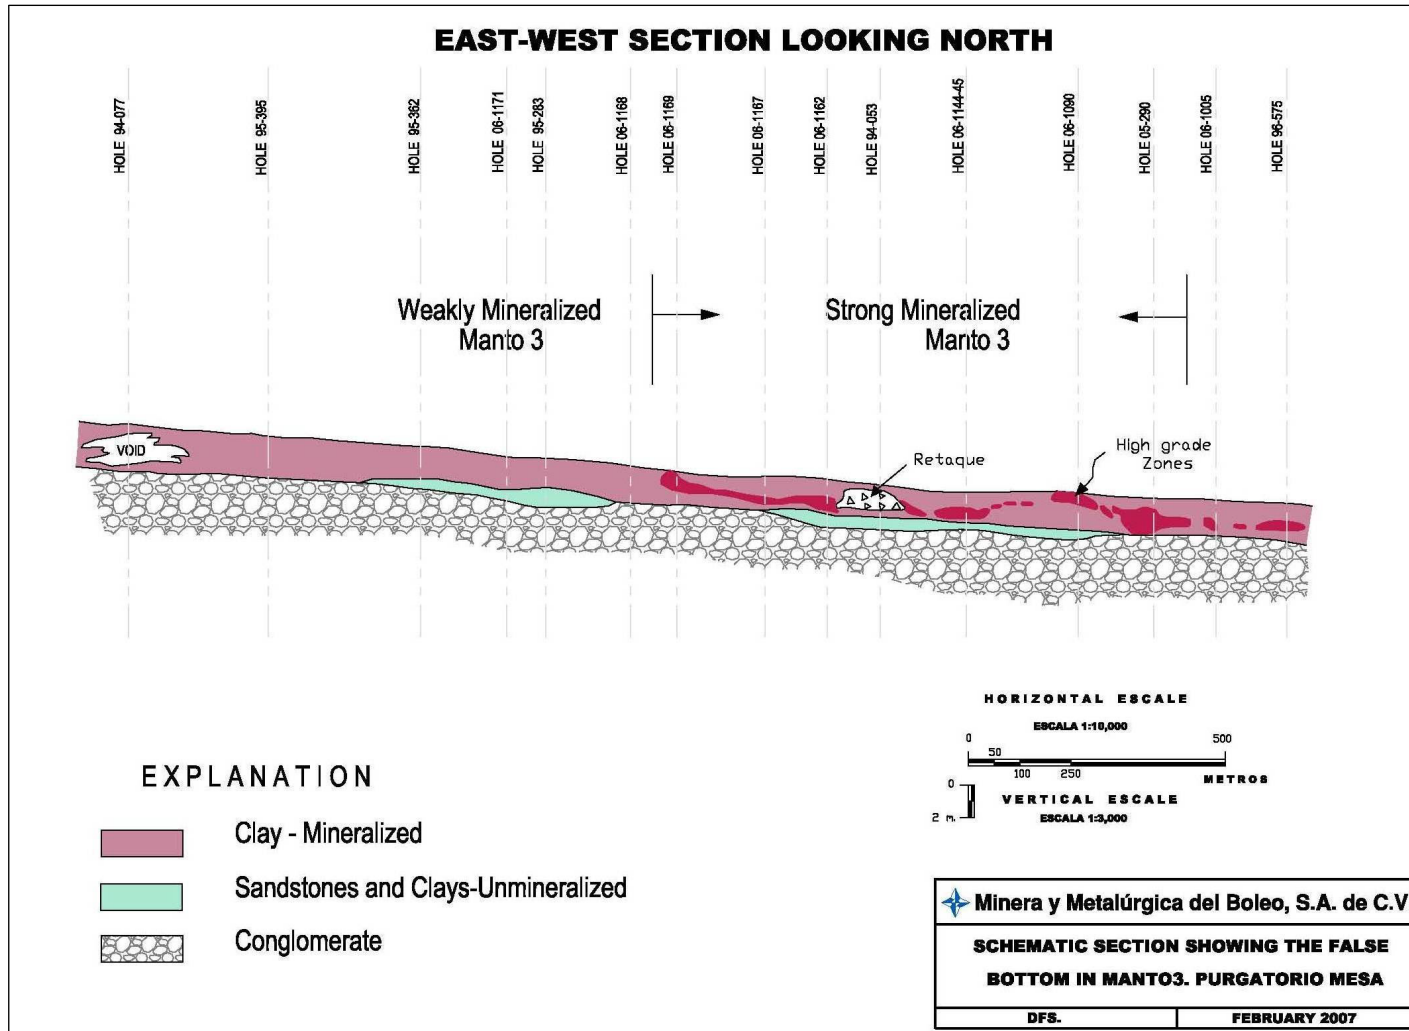 EAST-WEST SECTION LOOKING NORTH
HOLE 94-077
HOLE 95-395
HOLE 95-362
HOLE 06-1171
HOLE 95-283
HOLE 06-1168
HOLE 06-1169
HOLE 06-1167
HOLE 06-1162
HOLE 94-053
HOLE 06-1144-45
HOLE 06-1090
HOLE 05-290
HOLE 06-1005
HOLE 96-575
Weakly Mineralized
Manto 3
Strong Mineralized
Manto 3
VOID
Retaque
High grade
Zones
HORIZONTAL ESCALE
ESCALA 1:10,000
0 500
50
100 250
METROS
0
VERTICAL ESCALE
2 m.
ESCALA 1:3,000
EXPLANATION
Clay - Mineralized
Sandstones and Clays-Unmineralized
Conglomerate
Minera y Metalúrgica del Boleo, S.A. de C.V
SCHEMATIC SECTION SHOWING THE FALSE
BOTTOM IN MANTO3. PURGATORIO MESA
DFS. FEBRUARY 2007